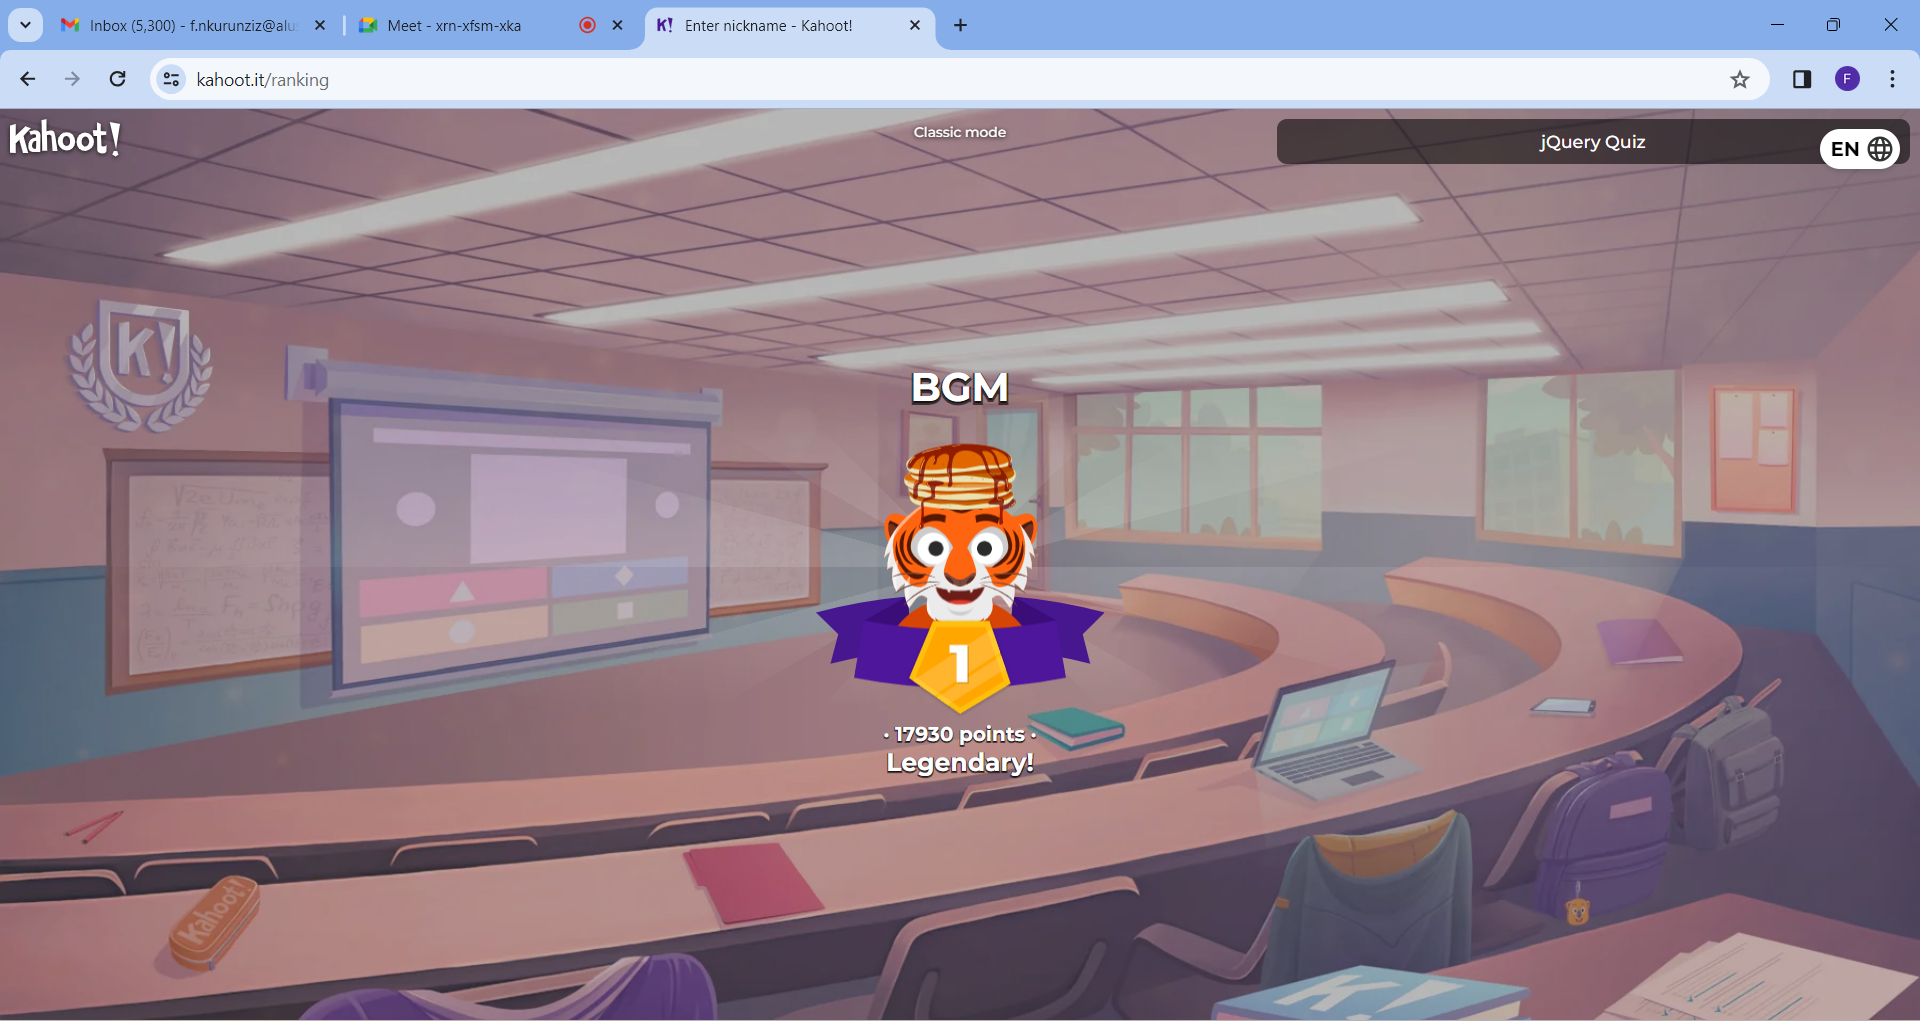 Inbox (5,300) - f.nkurunziz@alu
Meet - xrn-xfsm-xka
K! Enter nickname - Kahoot!
kahoot.it/ranking
F
Kahoot!
Classic mode
jQuery Quiz
EN
K!
BGM
1
· 17930 points ·
Legendary!
Kahoot!
K!